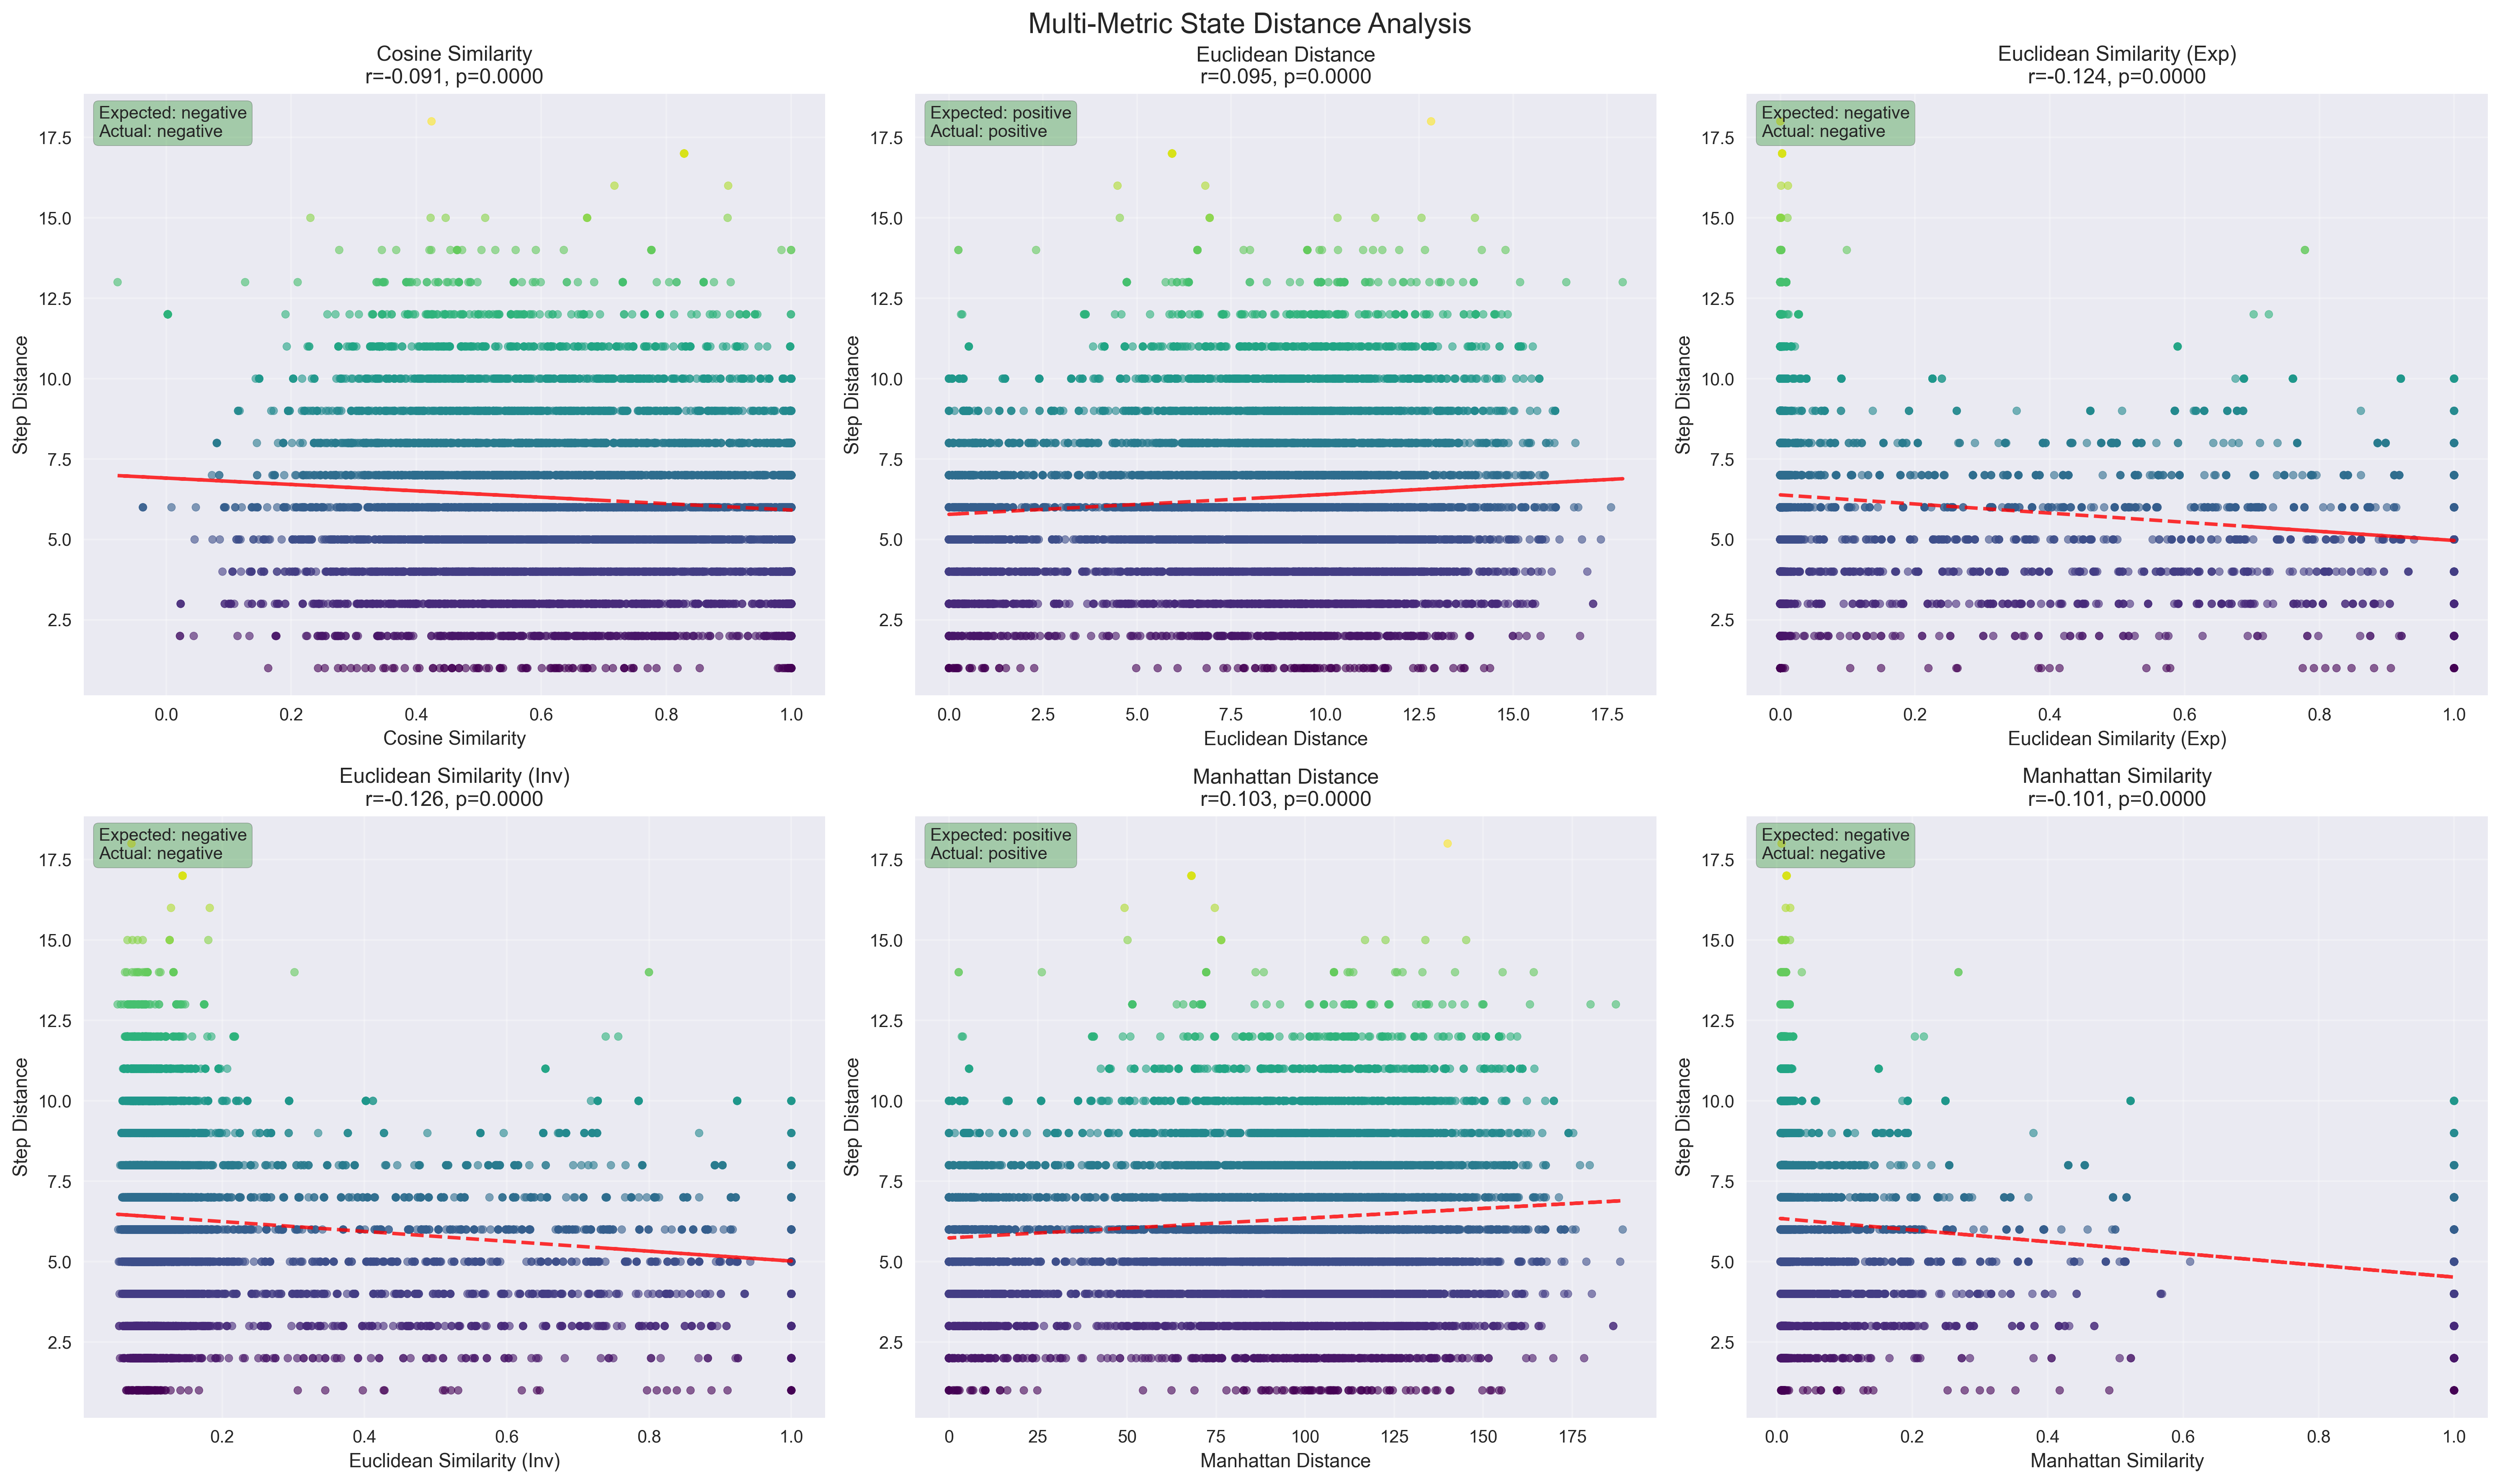 Multi-Metric State Distance Analysis
Cosine Similarity
r=-0.091, p=0.0000
Expected: negative
Actual: negative
17.5
15.0
12.5
10.0
7.5
5.0
2.5
Step Distance
0.0 0.2 0.4 0.6 0.8 1.0
Cosine Similarity
Euclidean Distance
r=0.095, p=0.0000
Expected: positive
Actual: positive
17.5
15.0
12.5
10.0
7.5
5.0
2.5
Step Distance
0.0 2.5 5.0 7.5 10.0 12.5 15.0 17.5
Euclidean Distance
Euclidean Similarity (Exp)
r=-0.124, p=0.0000
Expected: negative
Actual: negative
17.5
15.0
12.5
10.0
7.5
5.0
2.5
Step Distance
0.0 0.2 0.4 0.6 0.8 1.0
Euclidean Similarity (Exp)
Euclidean Similarity (Inv)
r=-0.126, p=0.0000
Expected: negative
Actual: negative
17.5
15.0
12.5
10.0
7.5
5.0
2.5
Step Distance
0.2 0.4 0.6 0.8 1.0
Euclidean Similarity (Inv)
Manhattan Distance
r=0.103, p=0.0000
Expected: positive
Actual: positive
17.5
15.0
12.5
10.0
7.5
5.0
2.5
Step Distance
0 25 50 75 100 125 150 175
Manhattan Distance
Manhattan Similarity
r=-0.101, p=0.0000
Expected: negative
Actual: negative
17.5
15.0
12.5
10.0
7.5
5.0
2.5
Step Distance
0.0 0.2 0.4 0.6 0.8 1.0
Manhattan Similarity